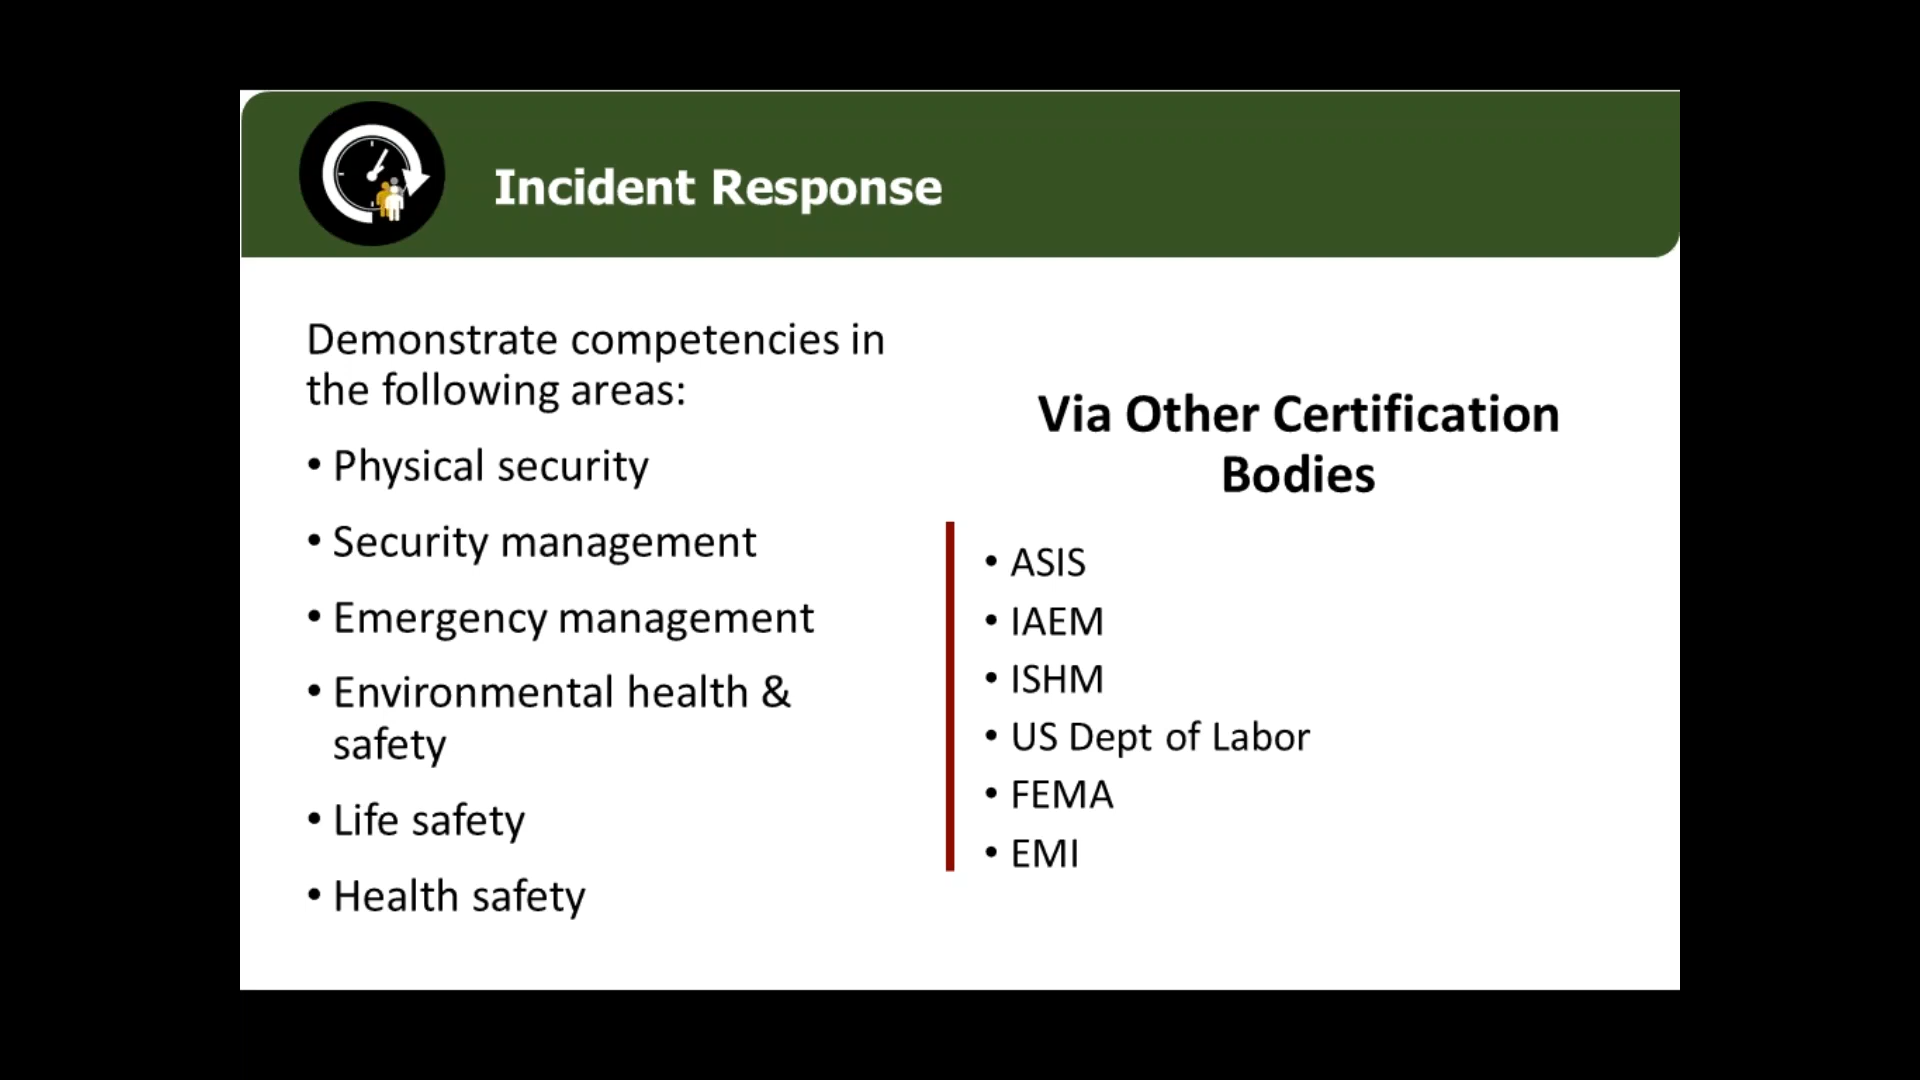 Incident Response
Demonstrate competencies in
the following areas:
• Physical security
• Security management
• Emergency management
• Environmental health &
safety
• Life safety
• Health safety
Via Other Certification
Bodies
• ASIS
• IAEM
• ISHM
• US Dept of Labor
• FEMA
• EMI